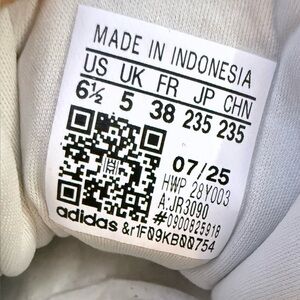 MADE IN INDONESIA
US UK FR JP CHN
6½ 5 38 235 235
07/25
HWP 28Y003
A:JR3090
#0900825918
adidas &r1F09KB00754